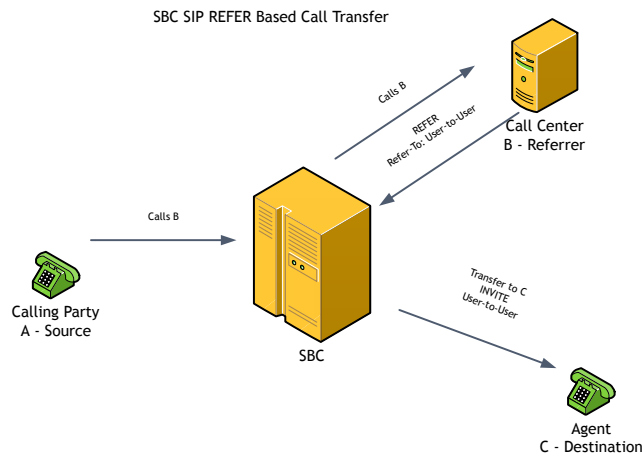 SBC SIP REFER Based Call Transfer
Calls B
REFER
Refer-To: User-to-User
Call Center
B - Referrer
Calls B
Calling Party
A - Source
SBC
Transfer to C
INVITE
User-to-User
Agent
C - Destination